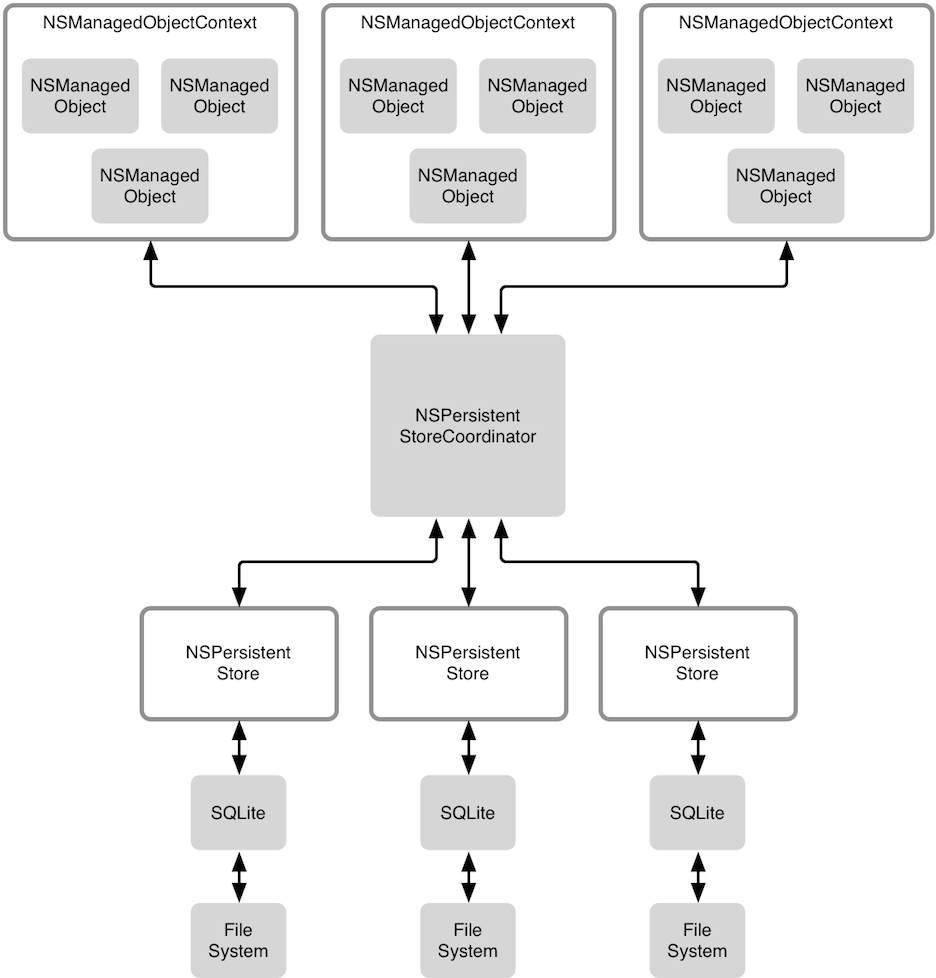 NSManagedObjectContext
NSManaged
Object
NSManaged
Object
NSManaged
Object
NSManagedObjectContext
NSManaged
Object
NSManaged
Object
NSManaged
Object
NSManagedObjectContext
NSManaged
Object
NSManaged
Object
NSManaged
Object
NSPersistent
StoreCoordinator
NSPersistent
Store
NSPersistent
Store
NSPersistent
Store
SQLite
SQLite
SQLite
File
System
File
System
File
System